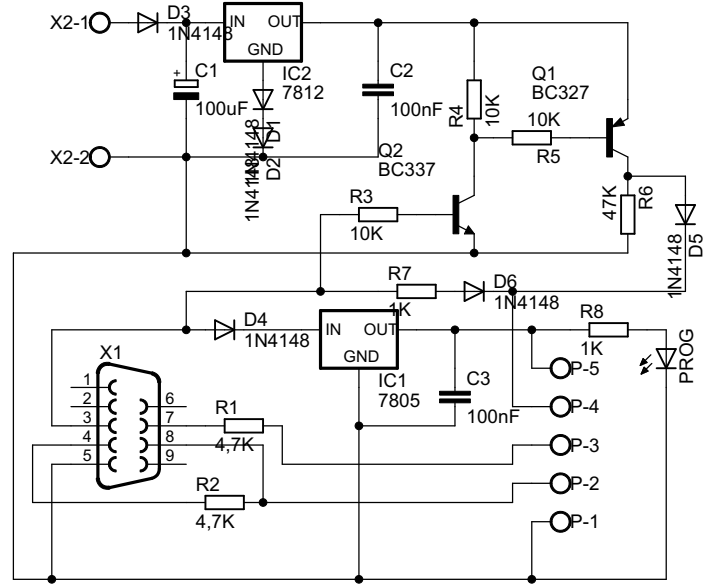 X2-1
D3
1N4148
IN
OUT
GND
IC2
7812
C1
100uF
+
C2
100nF
D1
1N4148
D2
1N4148
X2-2
Q2
BC337
R4
10K
Q1
BC327
10K
R5
R3
10K
47K
R6
1N4148
D5
R7
1K
D6
1N4148
D4
1N4148
IN
OUT
GND
IC1
7805
C3
100nF
R8
1K
PROG
X1
1
2
3
4
5
6
7
8
9
R1
4,7K
R2
4,7K
P-5
P-4
P-3
P-2
P-1